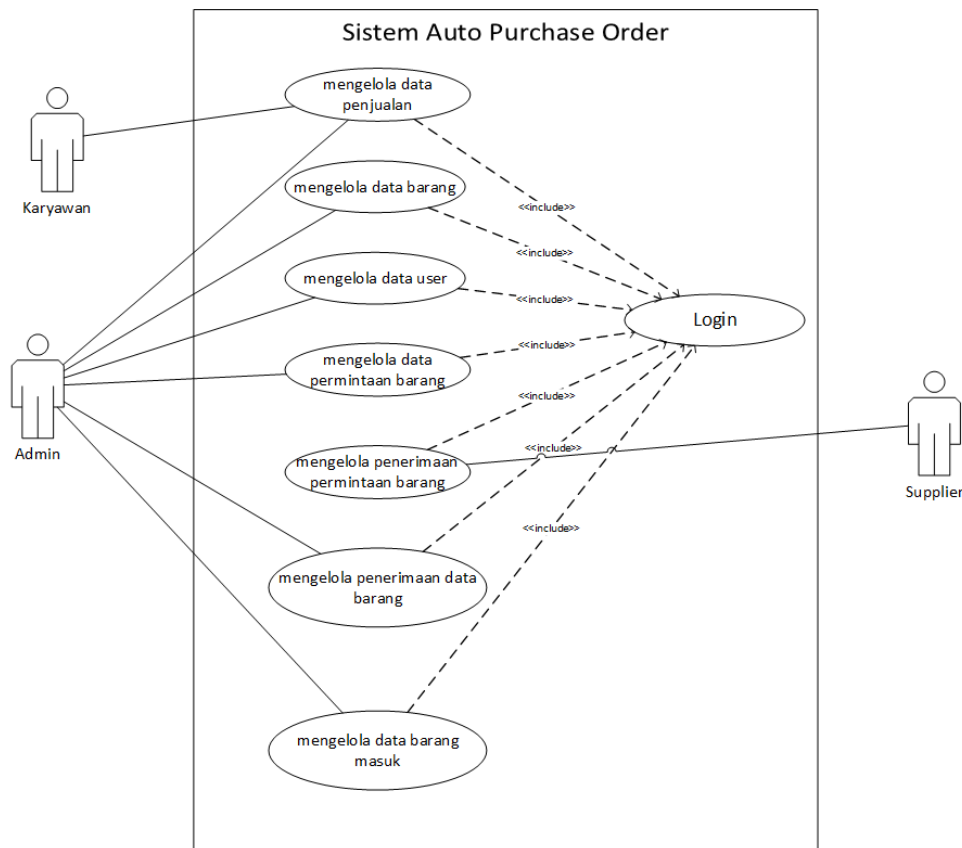 Sistem Auto Purchase Order
mengelola data
penjualan
Karyawan
mengelola data barang
<<include>>
<<include>>
mengelola data user
<<include>>
Login
mengelola data
permintaan barang
<<include>>
Admin
<<include>>
mengelola penerimaan
permintaan barang
<<include>>
Supplier
<<include>>
mengelola penerimaan data
barang
mengelola data barang
masuk